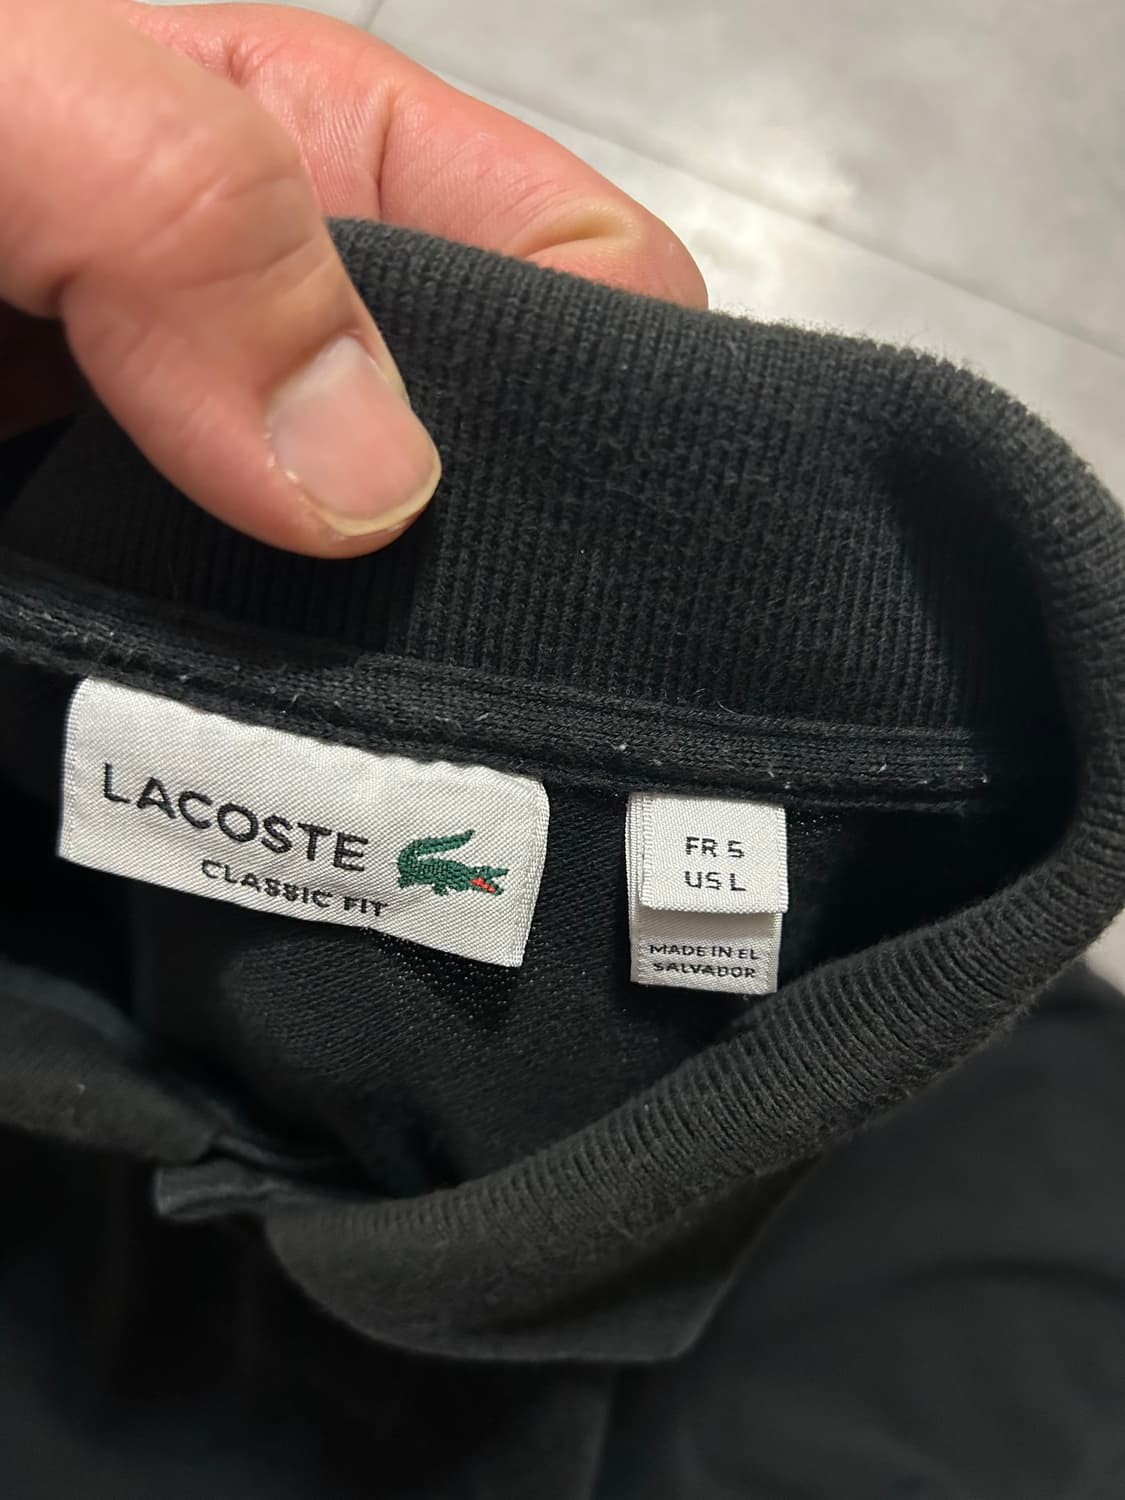 LACOSTE
CLASSIC FIT
FR 5
US L
MADE IN EL
SALVADOR